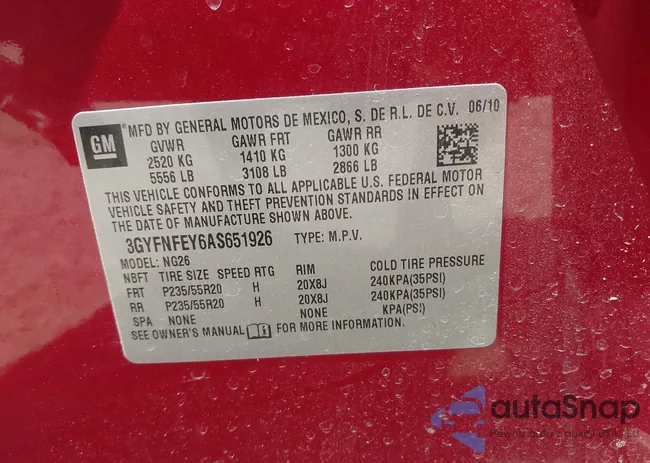 GM
MFD BY GENERAL MOTORS DE MEXICO, S. DE R.L. DE C.V. 06/10
GVWR GAWR FRT GAWR RR
2520 KG 1410 KG 1300 KG
5556 LB 3108 LB 2866 LB
THIS VEHICLE CONFORMS TO ALL APPLICABLE U.S. FEDERAL MOTOR
VEHICLE SAFETY AND THEFT PREVENTION STANDARDS IN EFFECT ON
THE DATE OF MANUFACTURE SHOWN ABOVE.
3GYFNFEY6AS651926 TYPE: M.P.V.
MODEL: NG26
NBFT TIRE SIZE SPEED RTG RIM COLD TIRE PRESSURE
FRT P235/55R20 H 20X8J 240KPA(35PSI)
RR P235/55R20 H 20X8J 240KPA(35PSI)
SPA NONE NONE KPA(PSI)
SEE OWNER'S MANUAL FOR MORE INFORMATION.
autaSnap
Pewne auta z aukcji